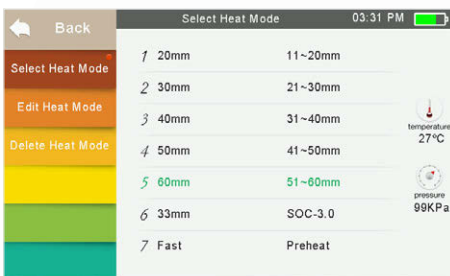 Back
Select Heat Mode
03:31 PM
Select Heat Mode
Edit Heat Mode
Delete Heat Mode
1 20mm 11~20mm
2 30mm 21~30mm
3 40mm 31~40mm
4 50mm 41~50mm
5 60mm 51~60mm
6 33mm SOC-3.0
7 Fast Preheat
temperature
27°C
pressure
99KPa